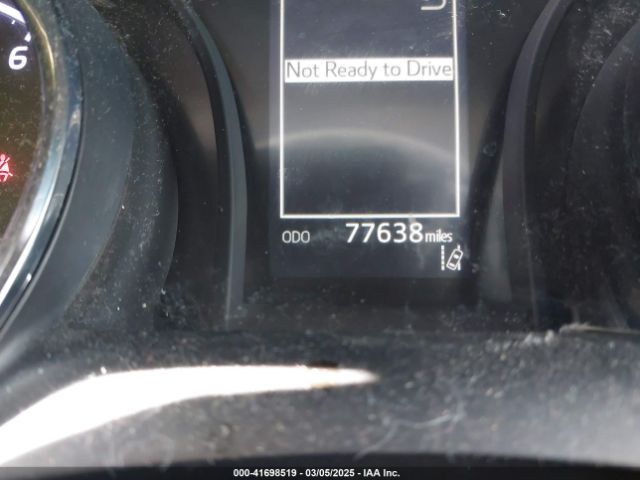 6
Not Ready to Drive
ODO 77638 miles
000-41698519 - 03/05/2025 - IAA Inc.